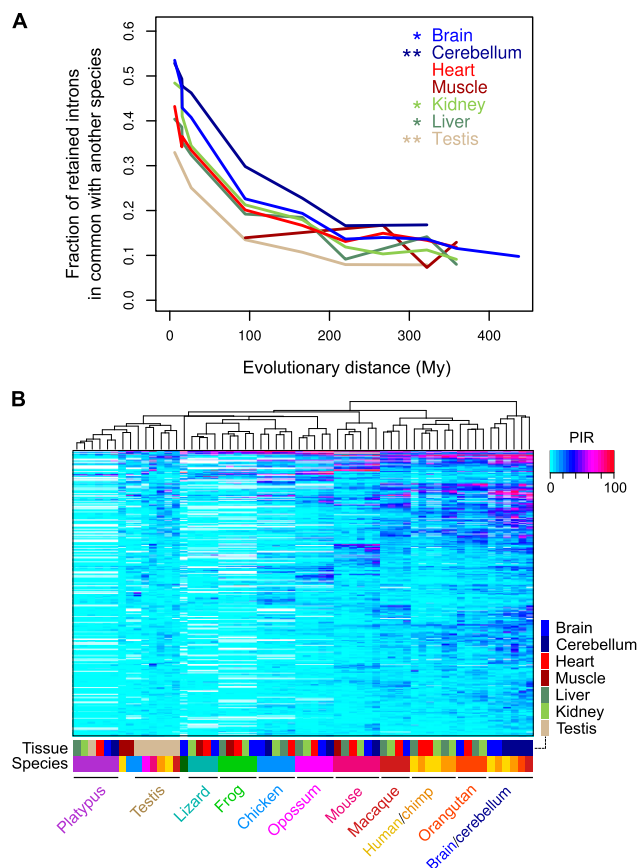 A
Fraction of retained introns
in common with another species
0.6
0.5
0.4
0.3
0.2
0.1
0.0
* Brain
** Cerebellum
Heart
Muscle
* Kidney
* Liver
** Testis
0 100 200 300 400
Evolutionary distance (My)
B
PIR
0 100
Brain
Cerebellum
Heart
Muscle
Liver
Kidney
Testis
Tissue
Species
Platypus
Testis
Lizard
Frog
Chicken
Opossum
Mouse
Macaque
Human/chimp
Orangutan
Brain/cerebellum